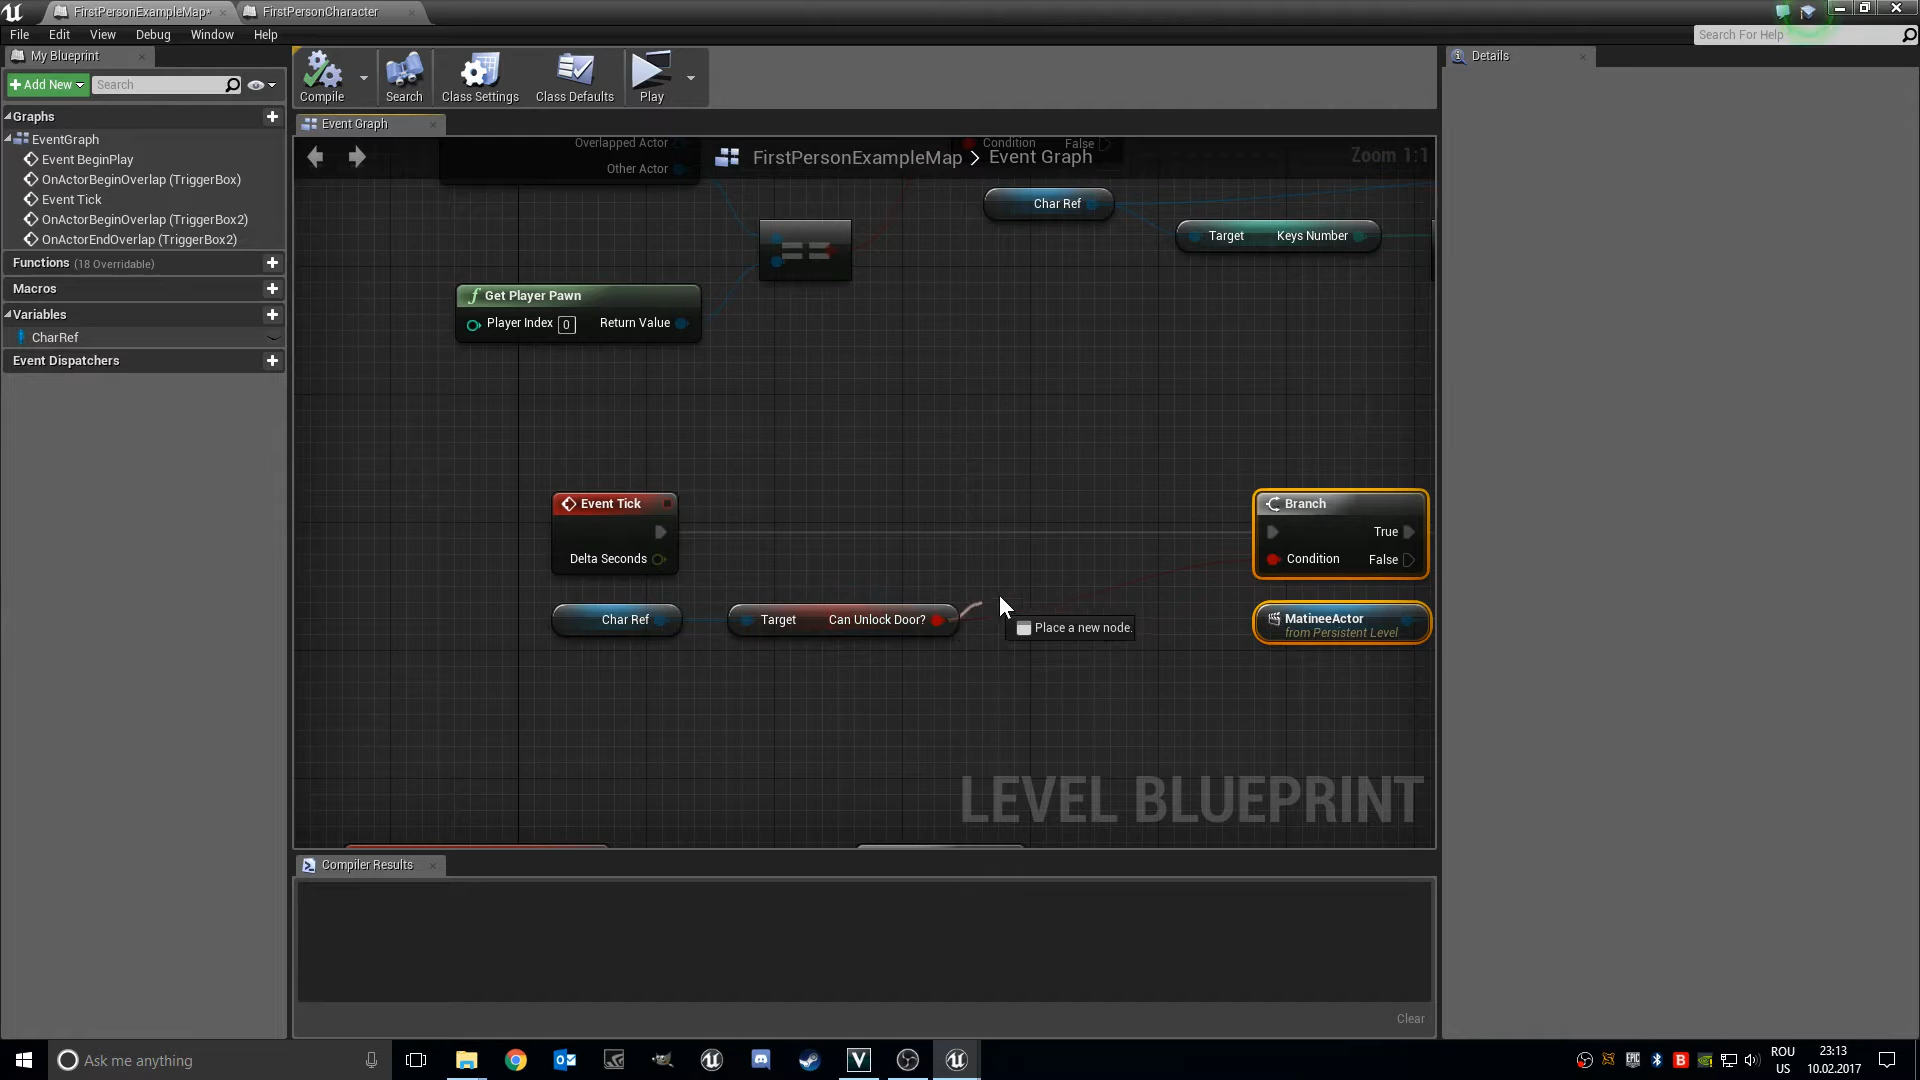 FirstPersonExampleMap*
FirstPersonCharacter
File Edit View Debug Window Help
Search For Help
My Blueprint
Add New
Search
Compile
Search
Class Settings
Class Defaults
Play
Details
Graphs
EventGraph
Event BeginPlay
OnActorBeginOverlap (TriggerBox)
Event Tick
OnActorBeginOverlap (TriggerBox2)
OnActorEndOverlap (TriggerBox2)
Functions (18 Overridable)
Macros
Variables
CharRef
Event Dispatchers
Event Graph
FirstPersonExampleMap > Event Graph
Zoom 1:1
Overlapped Actor
Other Actor
Condition False
Char Ref
Target Keys Number
==
Get Player Pawn
Player Index 0 Return Value
Event Tick
Delta Seconds
Branch
True
Condition False
Char Ref
Target Can Unlock Door?
Place a new node.
MatineeActor
from Persistent Level
LEVEL BLUEPRINT
Compiler Results
Clear
Ask me anything
ROU
US
23:13
10.02.2017